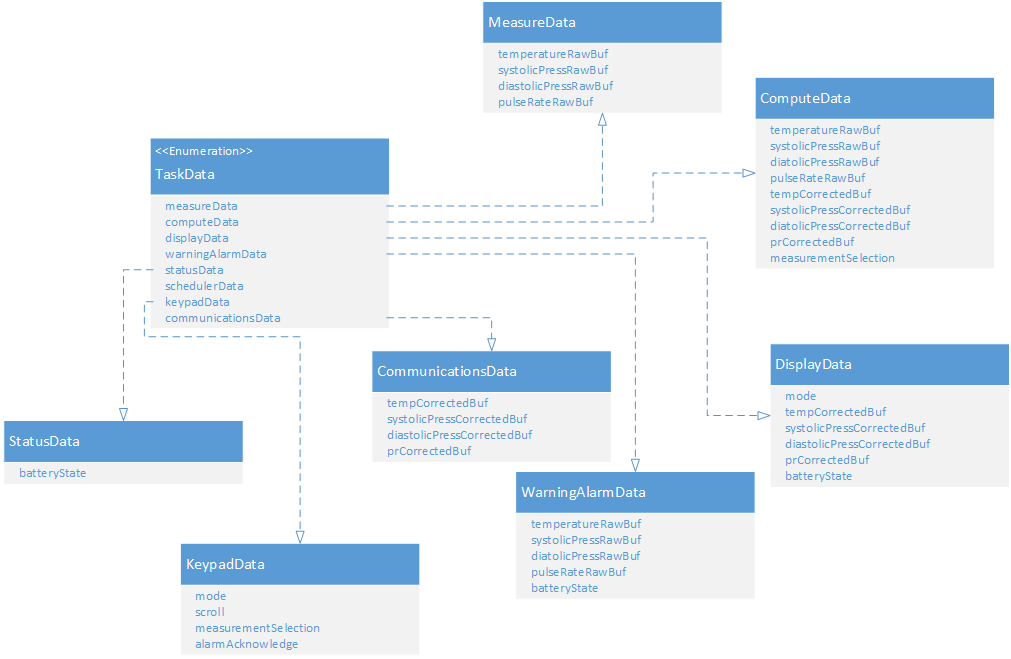 MeasureData
temperatureRawBuf
systolicPressRawBuf
diastolicPressRawBuf
pulseRateRawBuf
ComputeData
temperatureRawBuf
systolicPressRawBuf
diatolicPressRawBuf
pulseRateRawBuf
tempCorrectedBuf
systolicPressCorrectedBuf
diatolicPressCorrectedBuf
prCorrectedBuf
measurementSelection
<<Enumeration>>
TaskData
measureData
computeData
displayData
warningAlarmData
statusData
schedulerData
keypadData
communicationsData
CommunicationsData
tempCorrectedBuf
systolicPressCorrectedBuf
diastolicPressCorrectedBuf
prCorrectedBuf
DisplayData
mode
tempCorrectedBuf
systolicPressCorrectedBuf
diastolicPressCorrectedBuf
prCorrectedBuf
batteryState
StatusData
batteryState
WarningAlarmData
temperatureRawBuf
systolicPressRawBuf
diatolicPressRawBuf
pulseRateRawBuf
batteryState
KeypadData
mode
scroll
measurementSelection
alarmAcknowledge